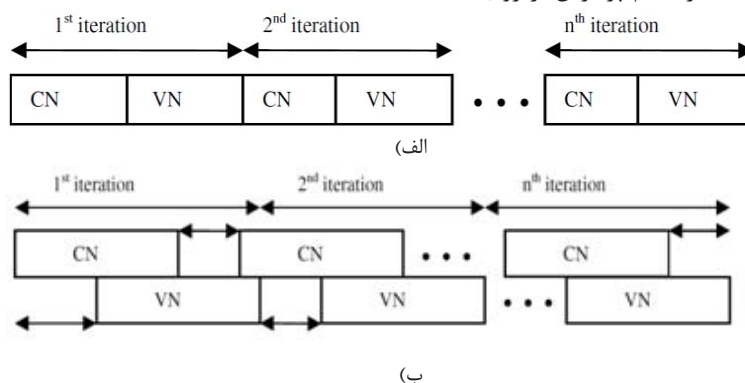 1st iteration 2nd iteration nth iteration
CN VN CN VN • • • CN VN
الف)
1st iteration 2nd iteration nth iteration
CN CN • • • CN
VN VN • • • VN
ب)